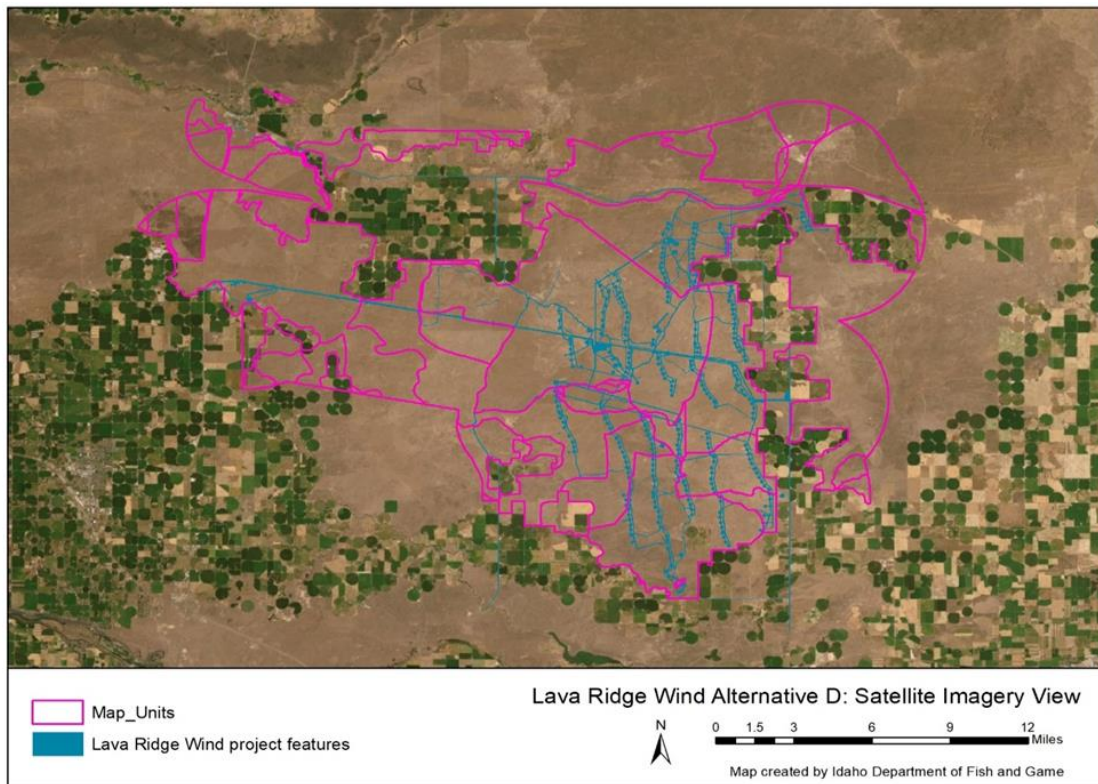 Map_Units
Lava Ridge Wind project features
Lava Ridge Wind Alternative D: Satellite Imagery View
N
0 1.5 3 6 9 12
Miles
Map created by Idaho Department of Fish and Game